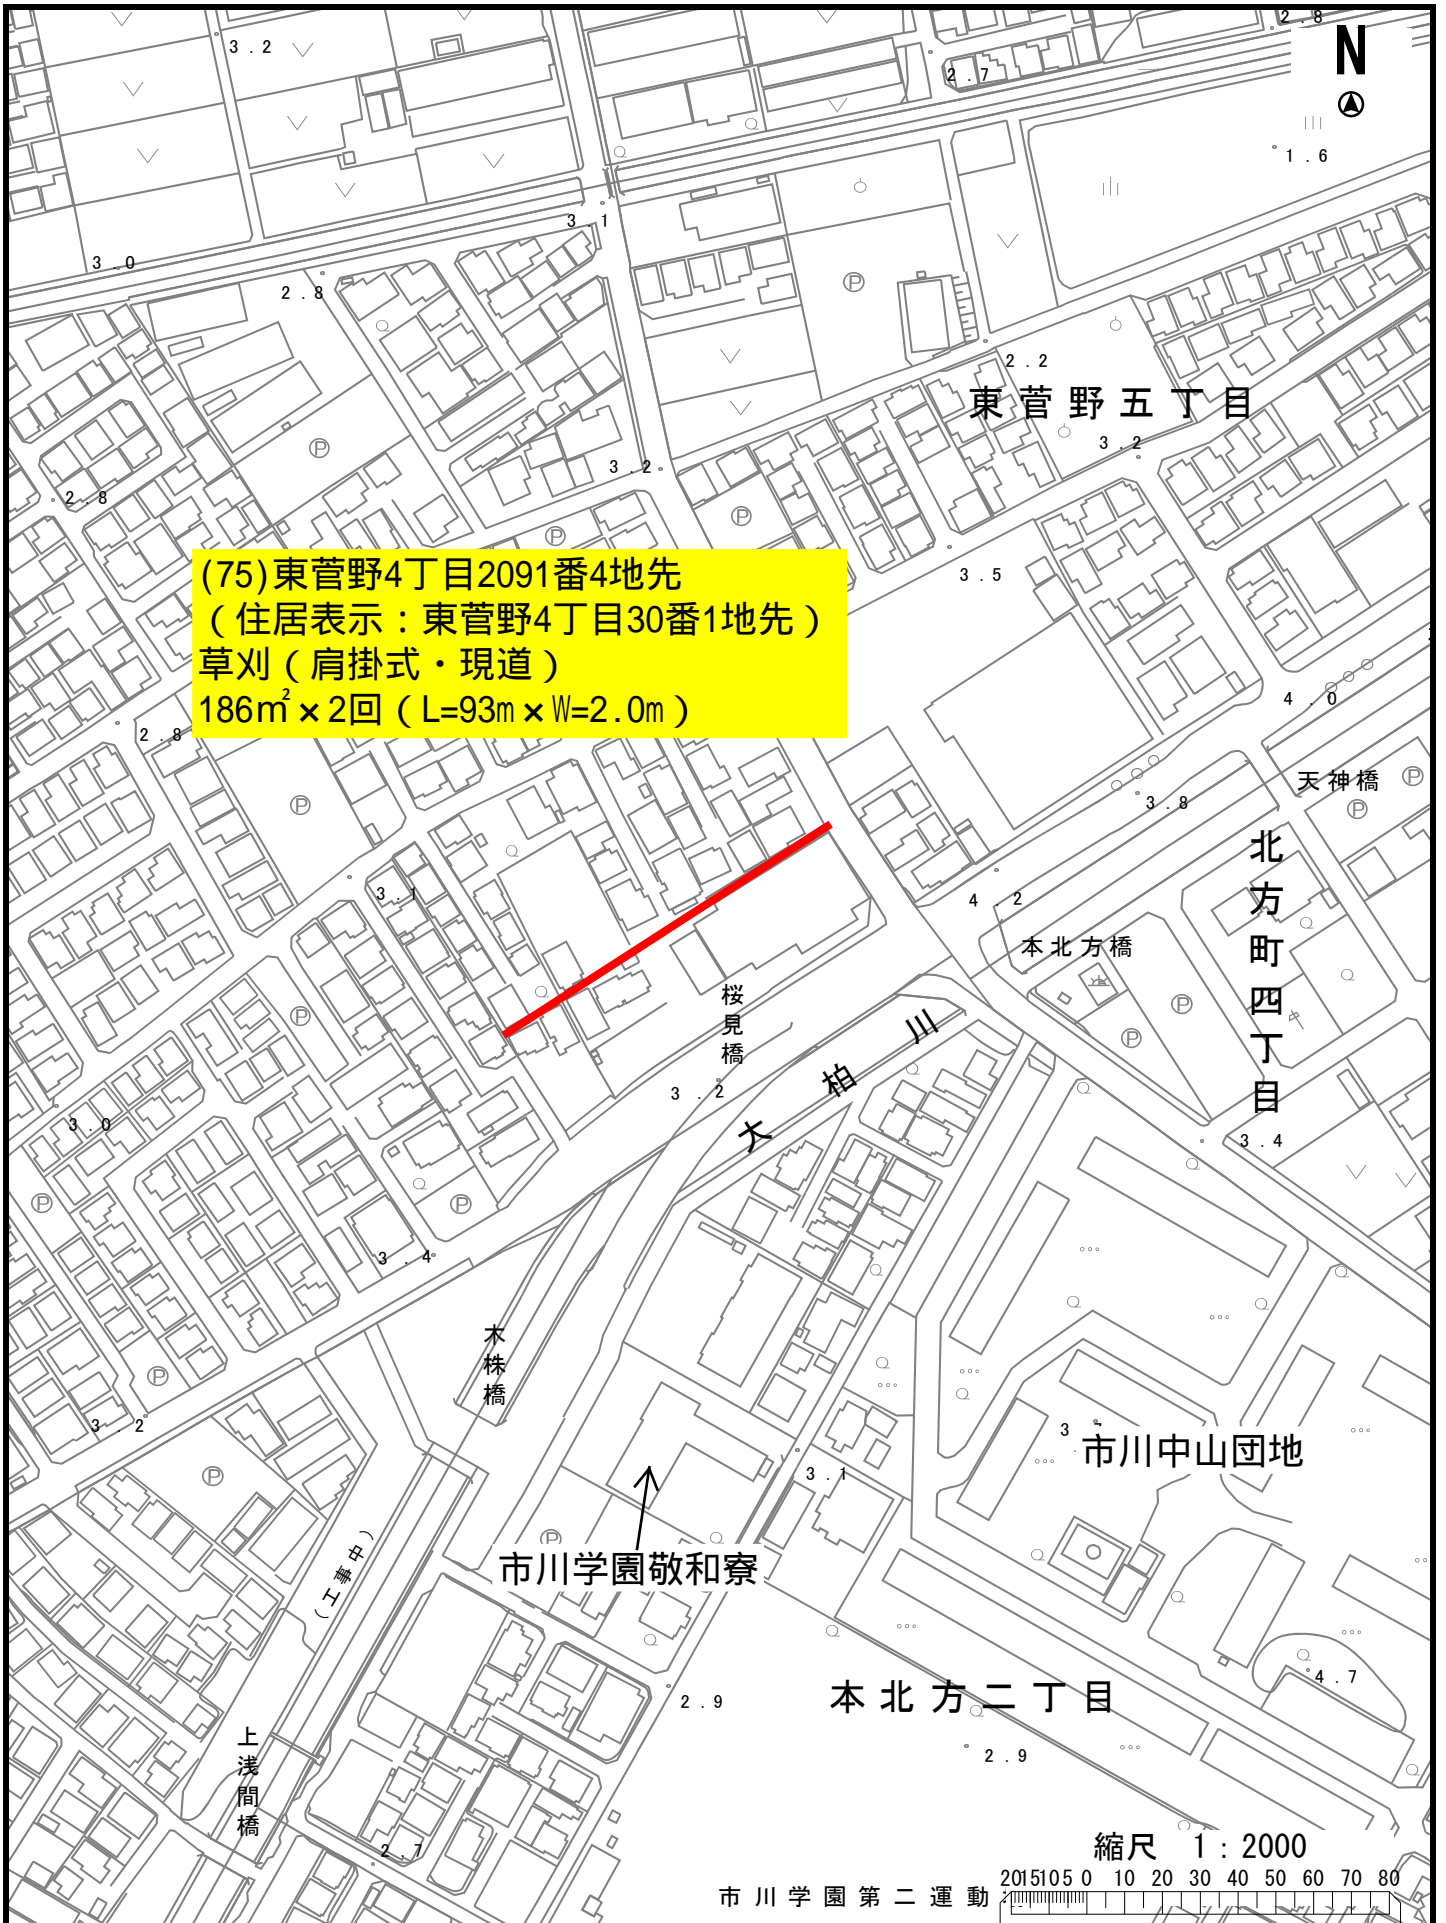 2.8
N
3.2
2.7
1.6
3.1
3.0
2.8
P
2.2
東菅野五丁目
P
3.2
3.2
2.8
P
P
3.5
(75)東菅野4丁目2091番4地先
（住居表示：東菅野4丁目30番1地先）
草刈（肩掛式・現道）
186㎡×2回（L=93m×W=2.0m）
4.0
2.8
天神橋
P
P
P
3.8
北方町四丁目
3.1
4.2
本北方橋
桜見橋
P
P
P
大柏川
3.2
3.0
3.4
P
P
3.4
木株橋
P
3.2
3.7
市川中山団地
P
3.1
（中事工）
P
市川学園敬和寮
4.7
2.9
本北方二丁目
上浅間橋
2.9
2.7
縮尺 1：2000
20 15 10 5 0 10 20 30 40 50 60 70 80
市川学園第二運動